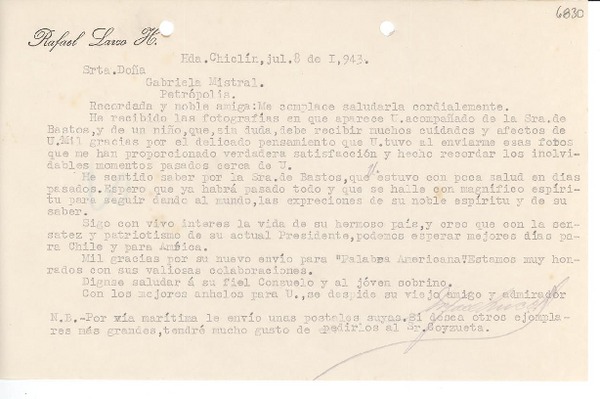 6830
Rafael Larco H.
Hda.Chiclín,jul.8 de I,943.
Srta.Doña
Gabriela Mistral.
Petrópolis.
Recordada y noble amiga:Me complace saludarla cordialemente.
Ha recibido las fotografías en que aparece U.acompañado de la Sra.de
Bastos,y de un niño,que,sin duda,debe recibir muchos cuidados y afectos de
U.Mil gracias por el delicado pensamiento que U.tuvo al enviarme esas fotos
que me han proporcionado verdadera satisfacción y hecho recordar los inolvi-
dables momentos pasados cerca de U.
He sentido saber por la Sra.de Bastos,que estuvo con poca salud en días
pasados.Espero que ya habrá pasado todo y que se halle con magnífico espíri-
tu para seguir dando al mundo,las expreciones de su noble espíritu y de su
saber.
Sigo con vivo interes la vida de su hermoso país,y creo que con la sen-
satez y patriotismo de su actual Presidente,podemos esperar mejores días pa-
ra Chile y para América.
Mil gracias por su nuevo envío para "Palabra Americana".Estamos muy hon-
rados con sus valiosas colaboraciones.
Dignse saludar á su fiel Consuelo y al jóven sobrino.
Con los mejores anhelos para U.,se despide su viejo amigo y admirador
N.B.-Por vía marítima le envío unas postales suyas.Si desea otros ejempla-
res más grandes,tendré mucho gusto de pedirlos al Sr.Goyzueta.